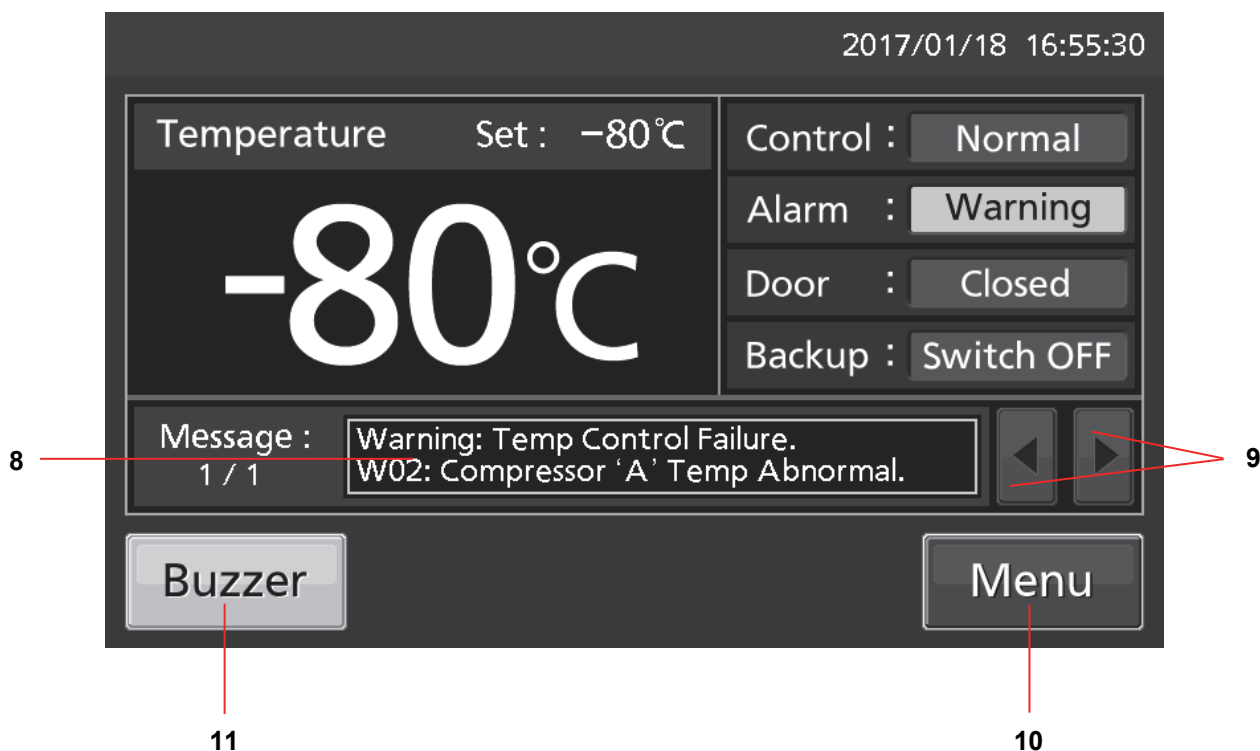 2017/01/18 16:55:30
Temperature Set : −80℃
-80℃
Control : Normal
Alarm : Warning
Door : Closed
Backup : Switch OFF
Message :
1 / 1
Warning: Temp Control Failure.
W02: Compressor ‘A’ Temp Abnormal.
8
9
Buzzer
Menu
11
10